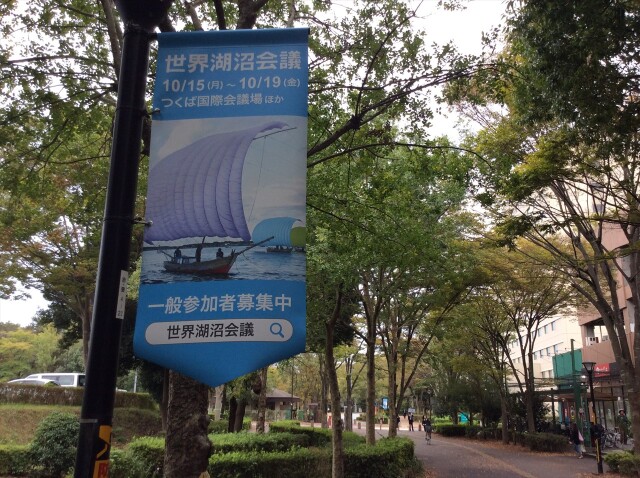 世界湖沼会議
10/15(月)～10/19(金)
つくば国際会議場ほか
一般参加者募集中
世界湖沼会議